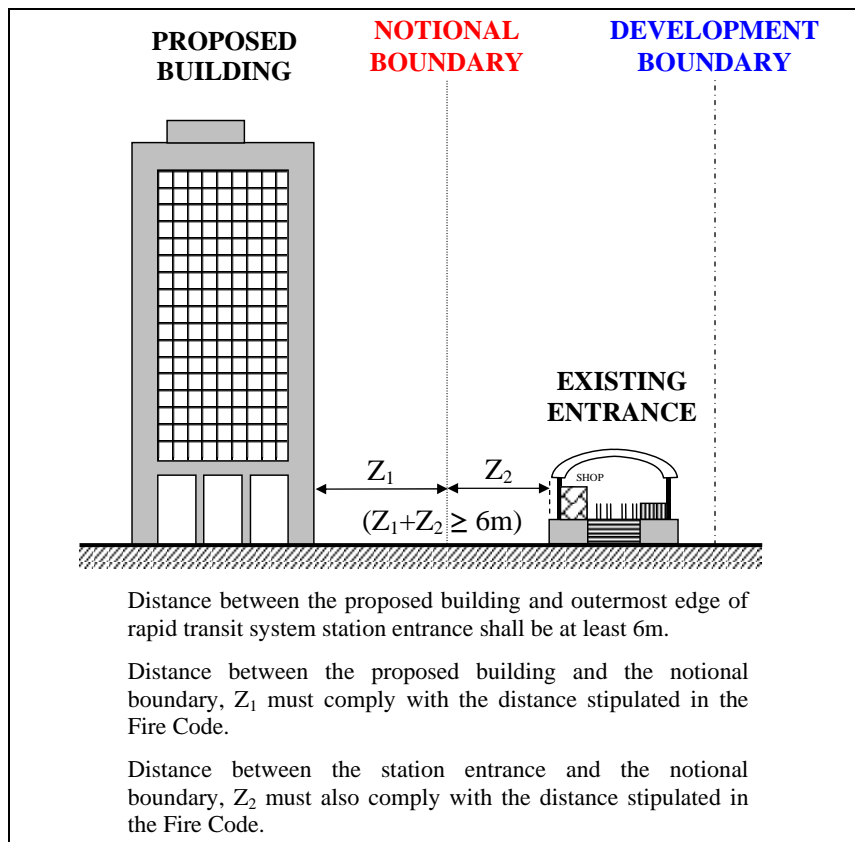 PROPOSED
BUILDING
NOTIONAL
BOUNDARY
DEVELOPMENT
BOUNDARY
EXISTING
ENTRANCE
SHOP
Z₁
Z₂
(Z₁+Z₂ ≥ 6m)
Distance between the proposed building and outermost edge of
rapid transit system station entrance shall be at least 6m.
Distance between the proposed building and the notional
boundary, Z₁ must comply with the distance stipulated in the
Fire Code.
Distance between the station entrance and the notional
boundary, Z₂ must also comply with the distance stipulated in
the Fire Code.